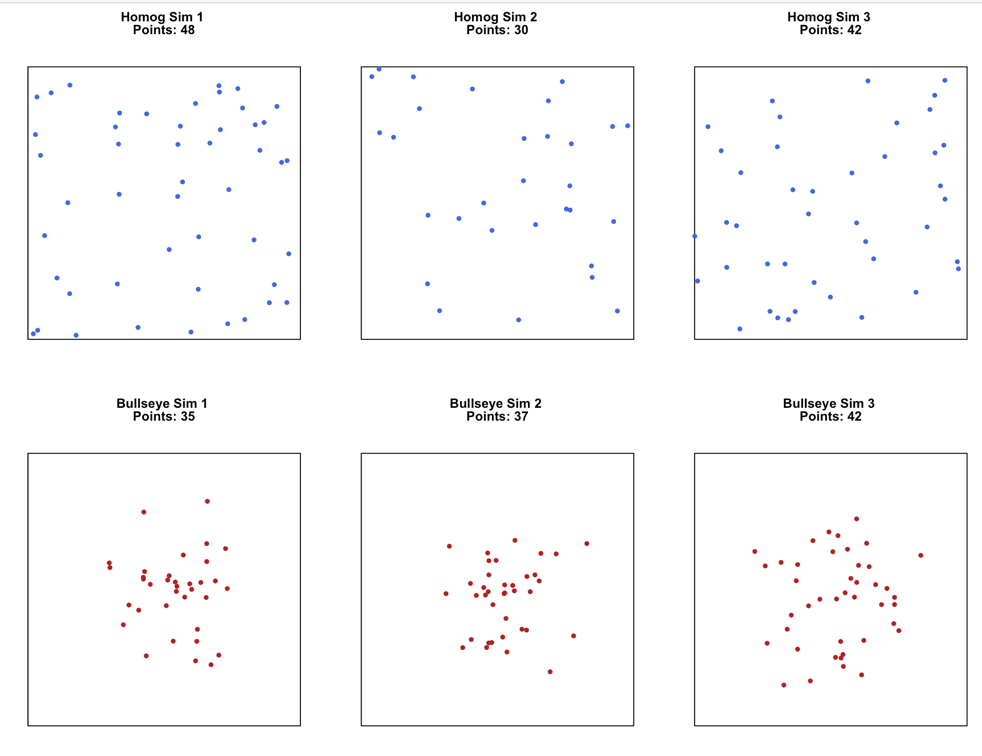 Homog Sim 1
Points: 48
Homog Sim 2
Points: 30
Homog Sim 3
Points: 42
Bullseye Sim 1
Points: 35
Bullseye Sim 2
Points: 37
Bullseye Sim 3
Points: 42